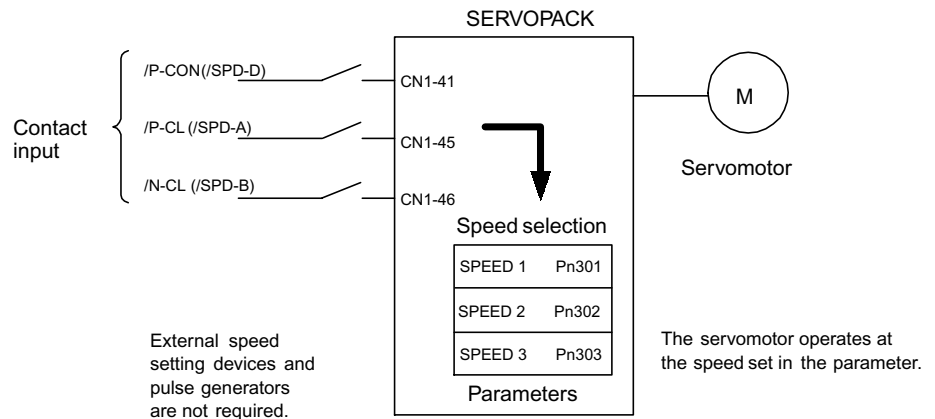 SERVOPACK
/P-CON(/SPD-D)
CN1-41
M
Contact
input
/P-CL (/SPD-A)
CN1-45
Servomotor
/N-CL (/SPD-B)
CN1-46
Speed selection
SPEED 1 Pn301
SPEED 2 Pn302
SPEED 3 Pn303
Parameters
External speed
setting devices and
pulse generators
are not required.
The servomotor operates at
the speed set in the parameter.